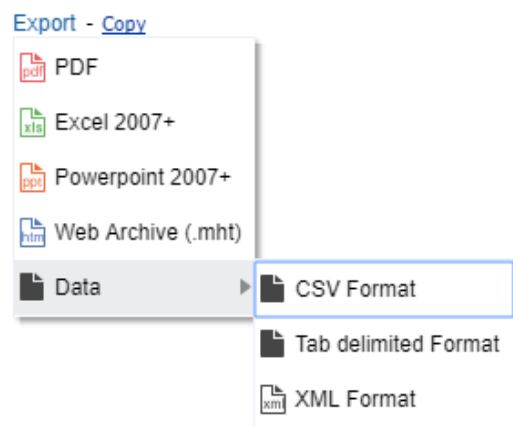 Export - Copy
pdf PDF
xls Excel 2007+
ppt Powerpoint 2007+
htm Web Archive (.mht)
Data
CSV Format
Tab delimited Format
xml XML Format